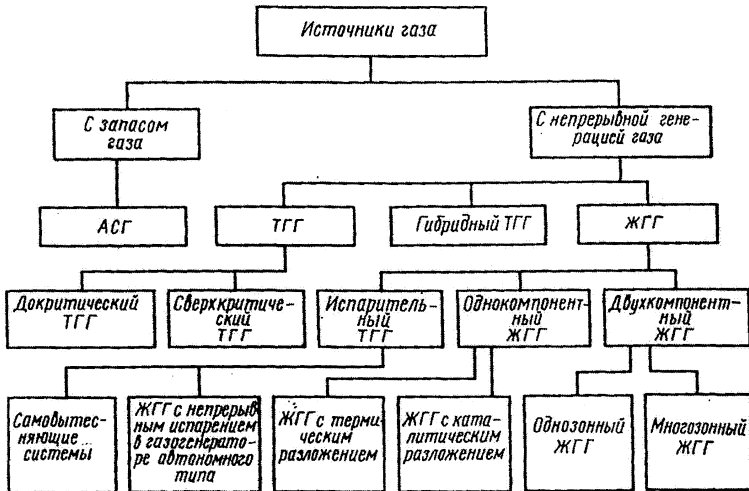 Источники газа
С запасом
газа
С непрерывной гене-
рацией газа
АСГ
ТГГ
Гибридный ТГГ
ЖГГ
Докритический
ТГГ
Сверхкритиче-
ский
ТГГ
Испаритель-
ный
ТГГ
Однокомпонент-
ный
ЖГГ
Двухкомпонент-
ный
ЖГГ
Самовытес-
няющие...
системы
ЖГГ с непрерыв-
ным испарением
в газогенерато-
ре автономного
типа
ЖГГ с терми-
ческим
разложением
ЖГГ с ката-
литическим
разложением
Однозонный
ЖГГ
Многозонный
ЖГГ